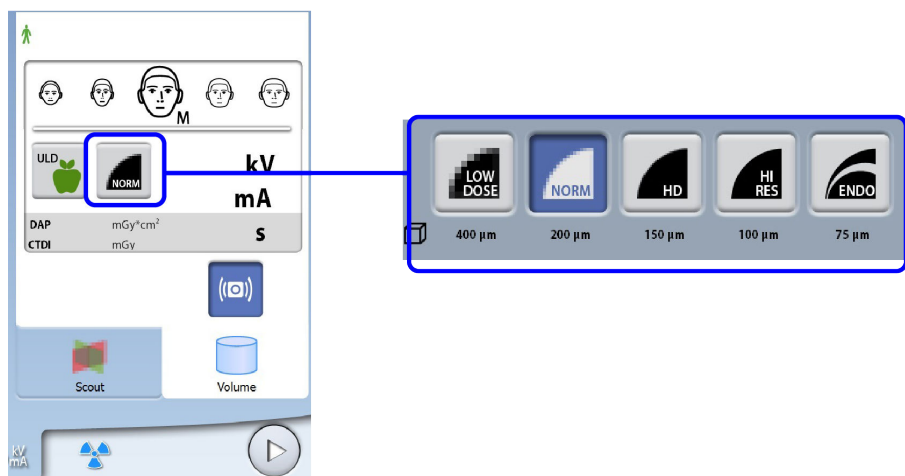 M
ULD
NORM
kV
mA
DAP mGy*cm²
CTDI mGy
s
Scout
Volume
kV
mA
LOW DOSE
NORM
HD
HI RES
ENDO
400 µm
200 µm
150 µm
100 µm
75 µm